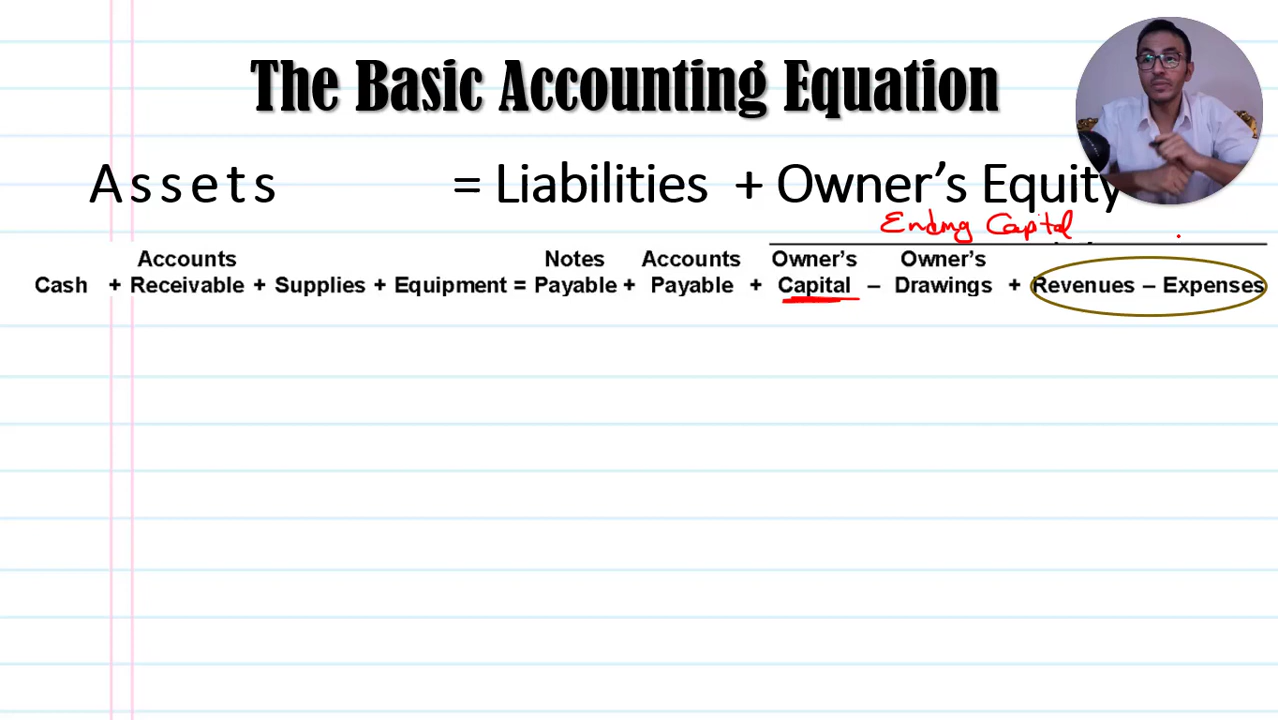 The Basic Accounting Equation
Assets = Liabilities + Owner's Equity
Ending Capital
Accounts Notes Accounts Owner's Owner's
Cash + Receivable + Supplies + Equipment = Payable + Payable + Capital – Drawings + Revenues – Expenses